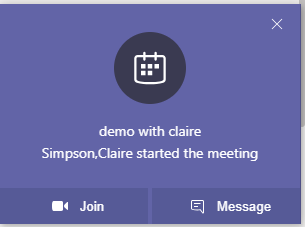 demo with claire
Simpson,Claire started the meeting
Join
Message